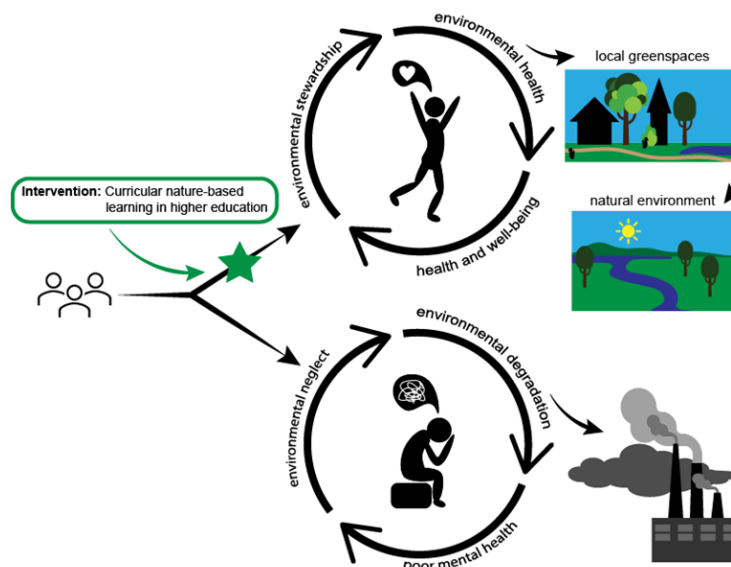 environmental stewardship
environmental health
local greenspaces
Intervention: Curricular nature-based
learning in higher education
natural environment
health and well-being
environmental neglect
environmental degradation
poor mental health